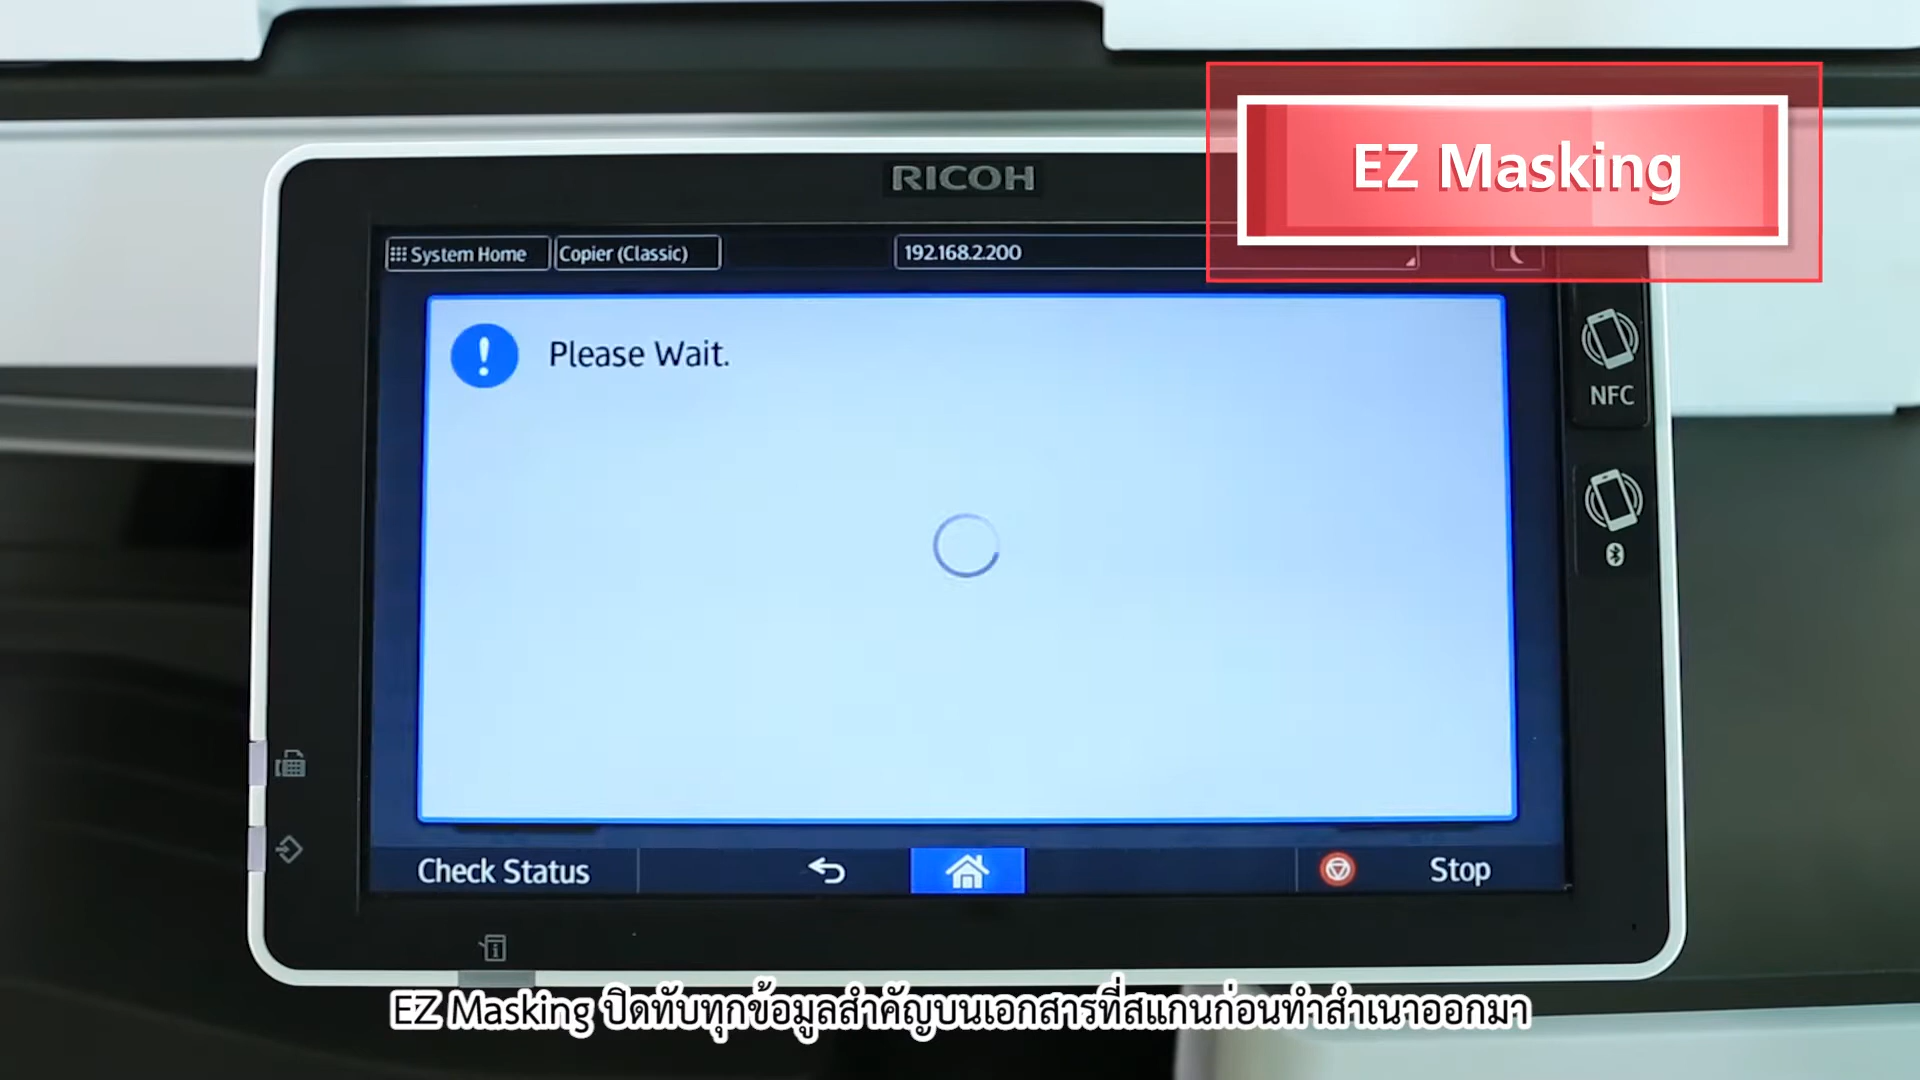 EZ Masking
RICOH
System Home
Copier (Classic)
192.168.2.200
Please Wait.
NFC
Check Status
Stop
EZ Masking ปิดทับทุกข้อมูลสำคัญบนเอกสารที่สแกนก่อนทำสำเนาออกมา